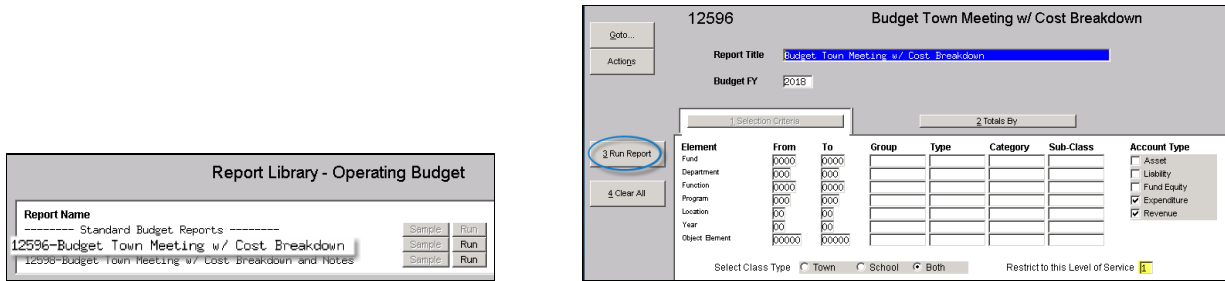 Report Library - Operating Budget
Report Name
-------- Standard Budget Reports -------- Sample Run
12596-Budget Town Meeting w/ Cost Breakdown Sample Run
12598-Budget Town Meeting w/ Cost Breakdown and Notes Sample Run
12596 Budget Town Meeting w/ Cost Breakdown
Goto...
Actions
Report Title Budget Town Meeting w/ Cost Breakdown
Budget FY 2018
1 Selection Criteria 2 Totals By
3 Run Report
4 Clear All
Element From To Group Type Category Sub-Class Account Type
Fund 0000 0000 Asset
Department 000 000 Liability
Function 0000 0000 Fund Equity
Program 000 000 Expenditure
Location 00 00 Revenue
Year 00 00
Object Element 00000 00000
Select Class Type Town School Both Restrict to this Level of Service 1